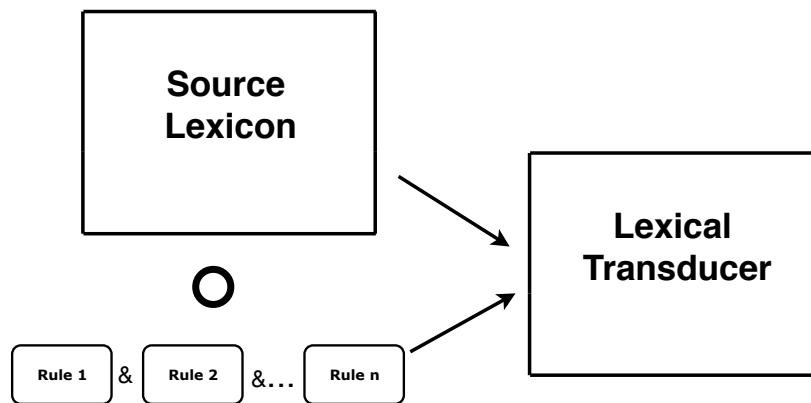 Source
Lexicon
Lexical
Transducer
Rule 1 & Rule 2 &... Rule n